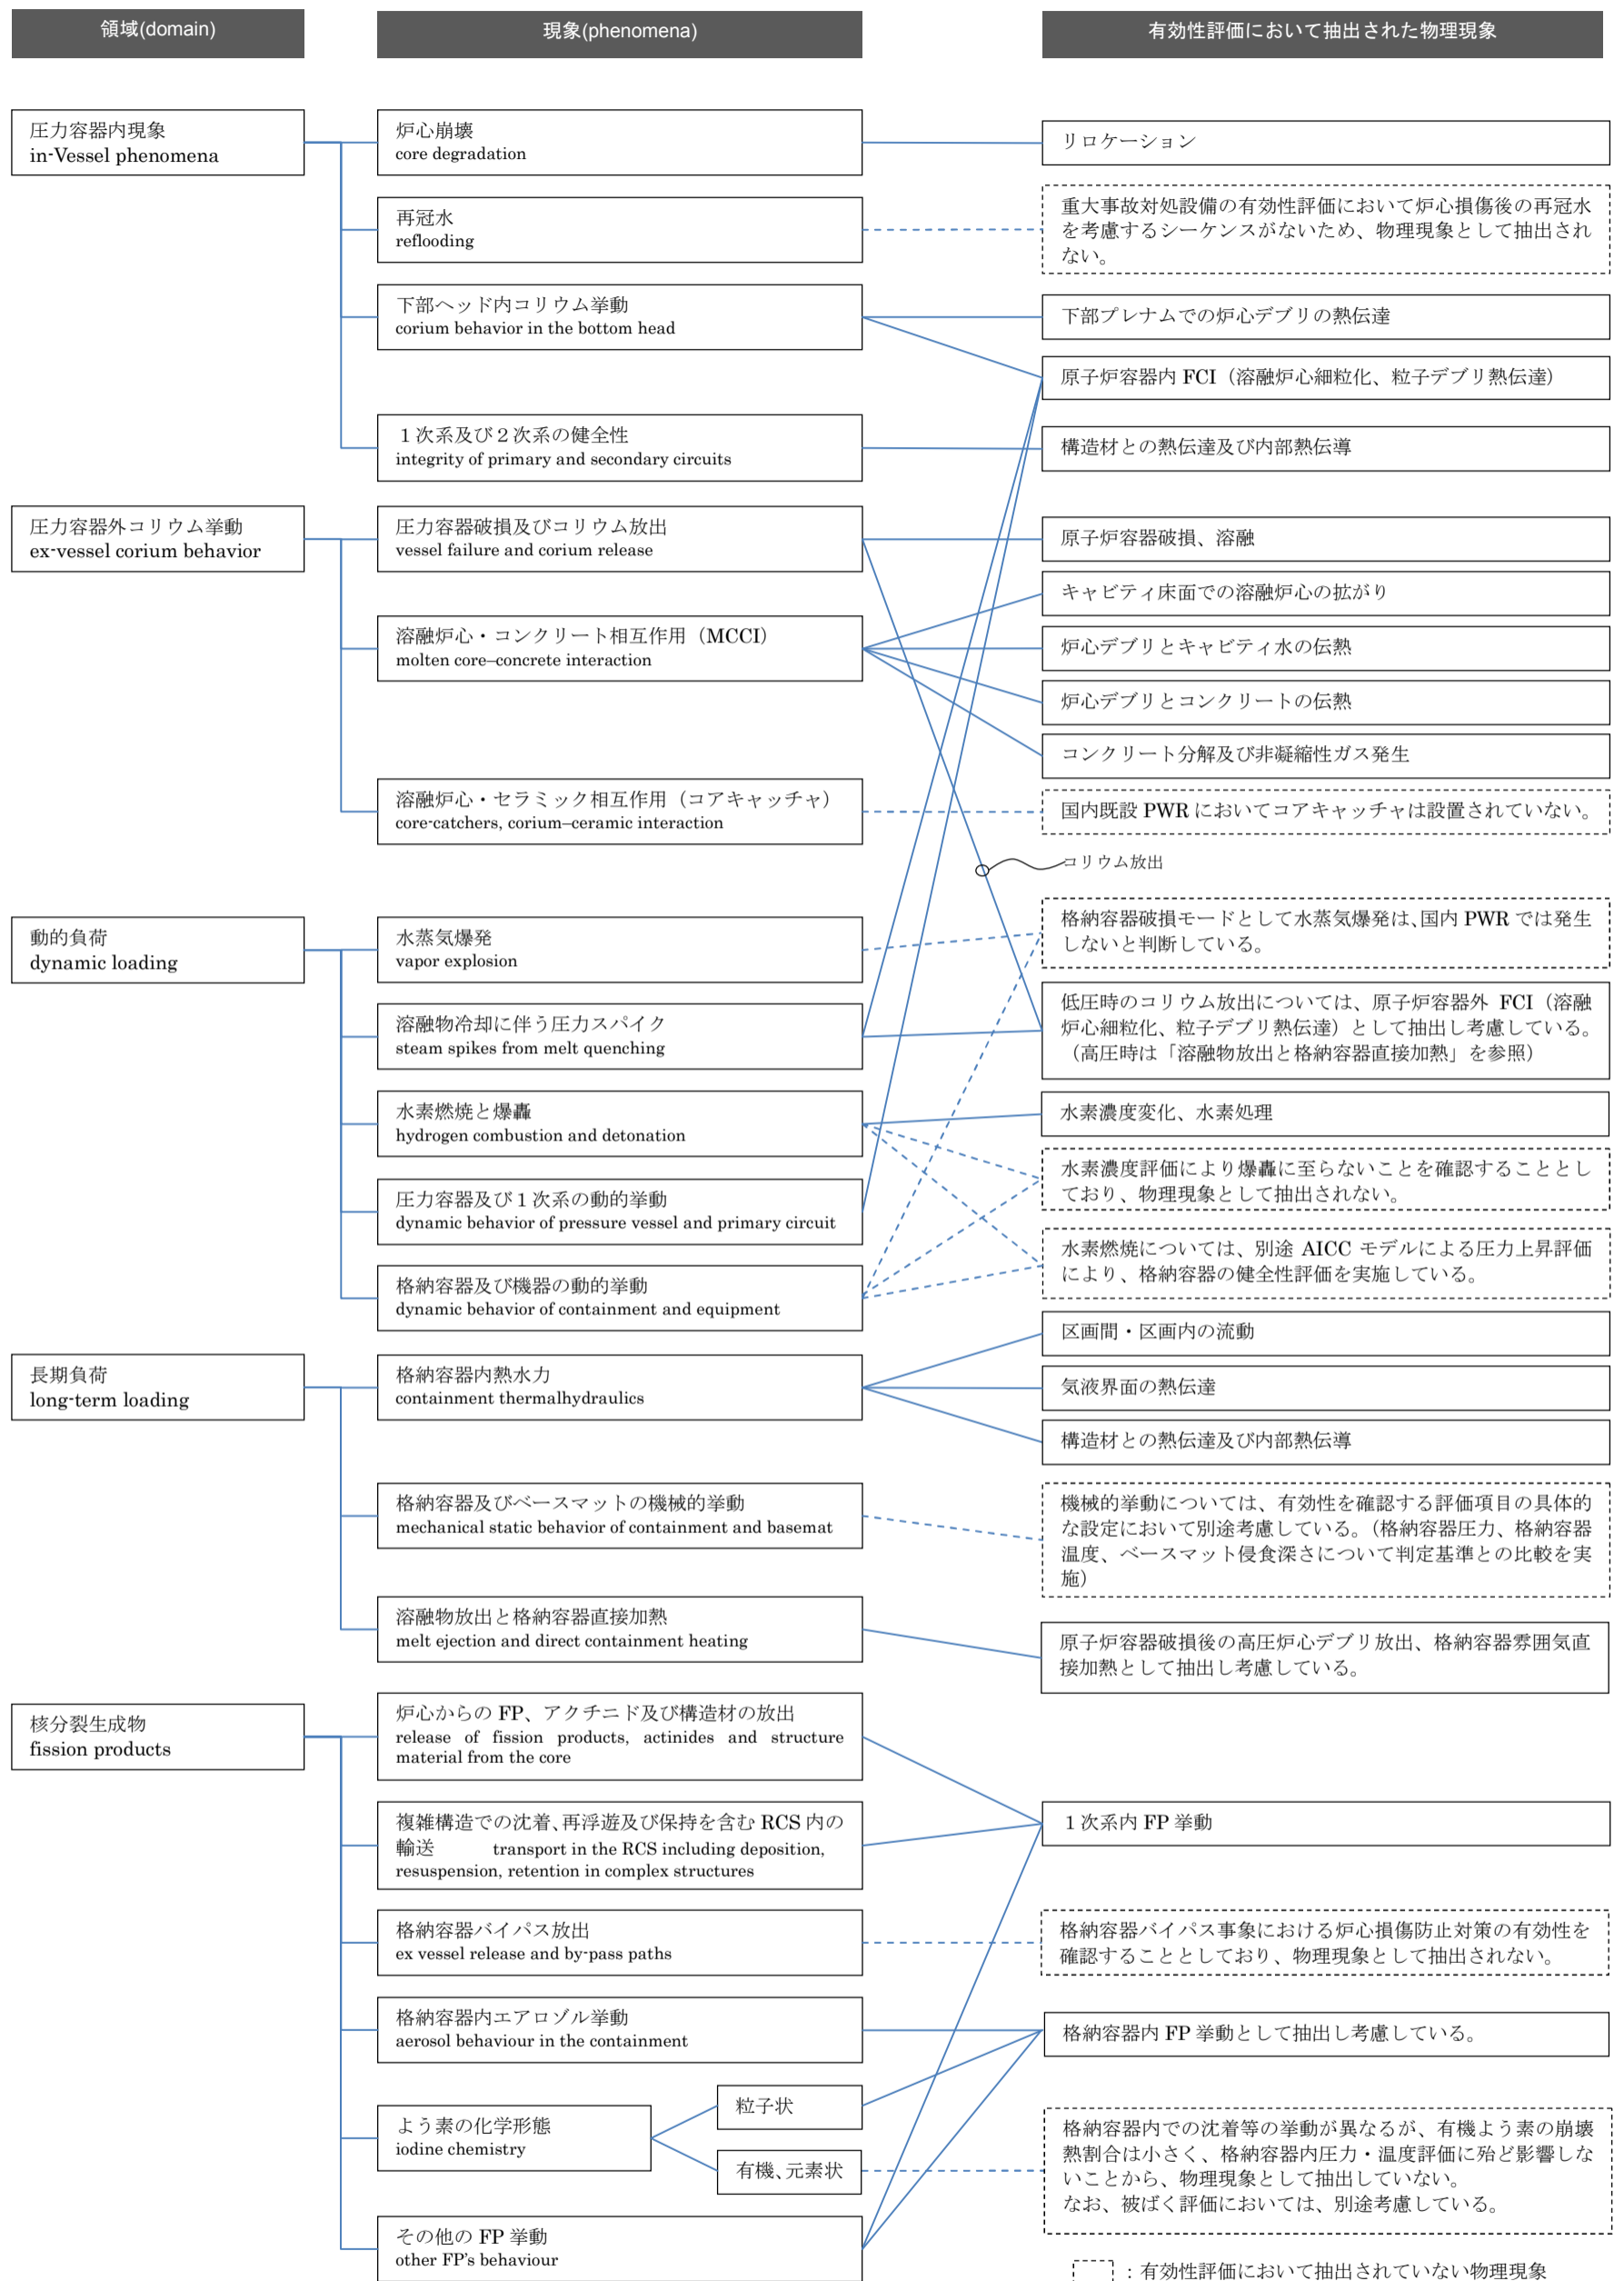 領域(domain)
現象(phenomena)
有効性評価において抽出された物理現象
圧力容器内現象
in-Vessel phenomena
炉心崩壊
core degradation
リロケーション
再冠水
reflooding
重大事故対処設備の有効性評価において炉心損傷後の再冠水
を考慮するシーケンスがないため、物理現象として抽出され
ない。
下部ヘッド内コリウム挙動
corium behavior in the bottom head
下部プレナムでの炉心デブリの熱伝達
原子炉容器内 FCI（溶融炉心細粒化、粒子デブリ熱伝達）
１次系及び２次系の健全性
integrity of primary and secondary circuits
構造材との熱伝達及び内部熱伝導
圧力容器外コリウム挙動
ex-vessel corium behavior
圧力容器破損及びコリウム放出
vessel failure and corium release
原子炉容器破損、溶融
溶融炉心・コンクリート相互作用（MCCI）
molten core–concrete interaction
キャビティ床面での溶融炉心の拡がり
炉心デブリとキャビティ水の伝熱
炉心デブリとコンクリートの伝熱
コンクリート分解及び非凝縮性ガス発生
溶融炉心・セラミック相互作用（コアキャッチャ）
core-catchers, corium–ceramic interaction
国内既設 PWR においてコアキャッチャは設置されていない。
コリウム放出
動的負荷
dynamic loading
水蒸気爆発
vapor explosion
格納容器破損モードとして水蒸気爆発は、国内 PWR では発生
しないと判断している。
溶融物冷却に伴う圧力スパイク
steam spikes from melt quenching
低圧時のコリウム放出については、原子炉容器外 FCI（溶融
炉心細粒化、粒子デブリ熱伝達）として抽出し考慮している。
（高圧時は「溶融物放出と格納容器直接加熱」を参照）
水素燃焼と爆轟
hydrogen combustion and detonation
水素濃度変化、水素処理
水素濃度評価により爆轟に至らないことを確認することとし
ており、物理現象として抽出されない。
圧力容器及び１次系の動的挙動
dynamic behavior of pressure vessel and primary circuit
水素燃焼については、別途 AICC モデルによる圧力上昇評価
により、格納容器の健全性評価を実施している。
格納容器及び機器の動的挙動
dynamic behavior of containment and equipment
長期負荷
long-term loading
格納容器内熱水力
containment thermalhydraulics
区画間・区画内の流動
気液界面の熱伝達
構造材との熱伝達及び内部熱伝導
格納容器及びベースマットの機械的挙動
mechanical static behavior of containment and basemat
機械的挙動については、有効性を確認する評価項目の具体的
な設定において別途考慮している。（格納容器圧力、格納容器
温度、ベースマット侵食深さについて判定基準との比較を実
施）
溶融物放出と格納容器直接加熱
melt ejection and direct containment heating
原子炉容器破損後の高圧炉心デブリ放出、格納容器雰囲気直
接加熱として抽出し考慮している。
核分裂生成物
fission products
炉心からの FP、アクチニド及び構造材の放出
release of fission products, actinides and structure
material from the core
複雑構造での沈着、再浮遊及び保持を含む RCS 内の
輸送 transport in the RCS including deposition,
resuspension, retention in complex structures
１次系内 FP 挙動
格納容器バイパス放出
ex vessel release and by-pass paths
格納容器バイパス事象における炉心損傷防止対策の有効性を
確認することとしており、物理現象として抽出されない。
格納容器内エアロゾル挙動
aerosol behaviour in the containment
格納容器内 FP 挙動として抽出し考慮している。
よう素の化学形態
iodine chemistry
粒子状
有機、元素状
格納容器内での沈着等の挙動が異なるが、有機よう素の崩壊
熱割合は小さく、格納容器内圧力・温度評価に殆ど影響しな
いことから、物理現象として抽出していない。
なお、被ばく評価においては、別途考慮している。
その他の FP 挙動
other FP's behaviour
：有効性評価において抽出されていない物理現象